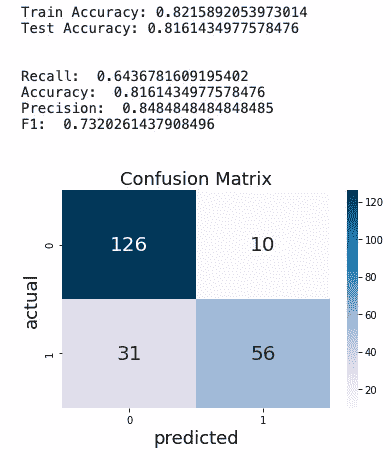 Train Accuracy: 0.8215892053973014
Test Accuracy: 0.8161434977578476
Recall: 0.6436781609195402
Accuracy: 0.8161434977578476
Precision: 0.8484848484848485
F1: 0.7320261437908496
Confusion Matrix
126 10
31 56
0
1
actual
0 1
predicted
120
100
80
60
40
20